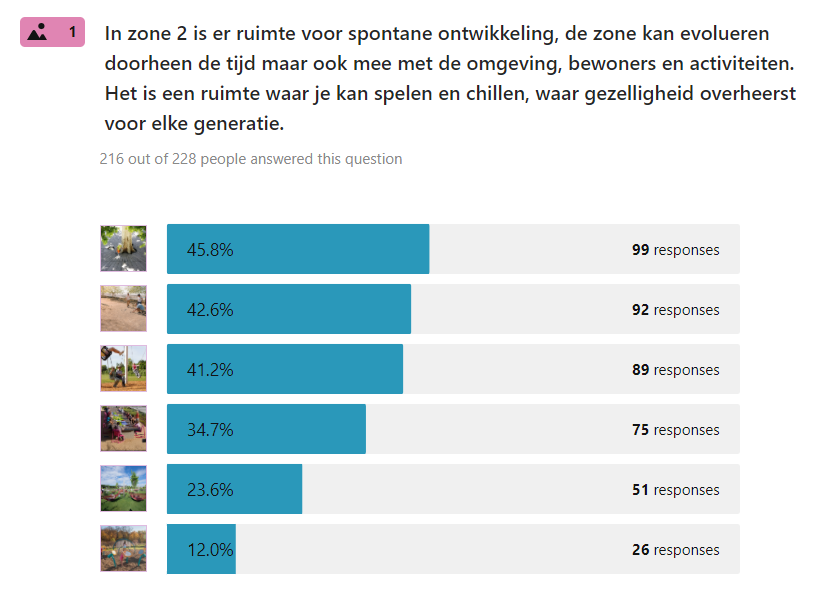 1
In zone 2 is er ruimte voor spontane ontwikkeling, de zone kan evolueren
doorheen de tijd maar ook mee met de omgeving, bewoners en activiteiten.
Het is een ruimte waar je kan spelen en chillen, waar gezelligheid overheerst
voor elke generatie.
216 out of 228 people answered this question
45.8% 99 responses
42.6% 92 responses
41.2% 89 responses
34.7% 75 responses
23.6% 51 responses
12.0% 26 responses